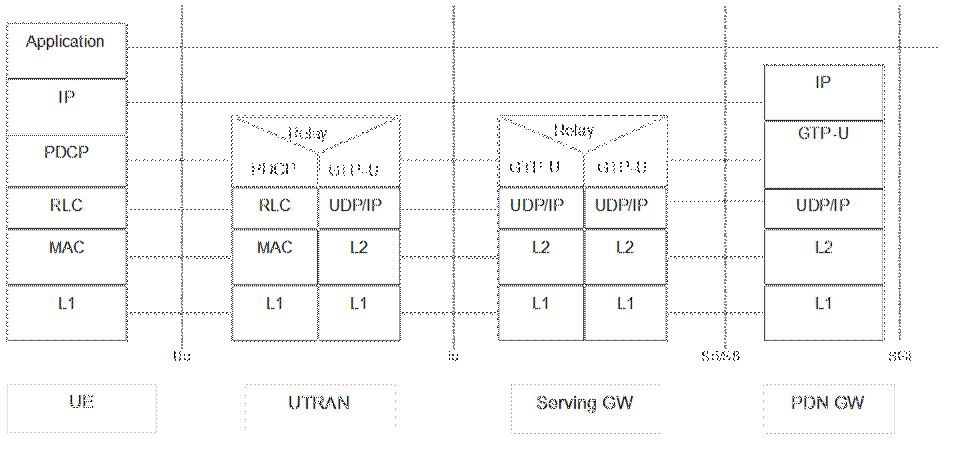 Application
IP
IP
Relay
Relay
GTP-U
PDCP
PDCP
GTP-U
GTP-U
GTP-U
RLC
RLC
UDP/IP
UDP/IP
UDP/IP
UDP/IP
MAC
MAC
L2
L2
L2
L2
L1
L1
L1
L1
L1
L1
Uu
Iu
S5/S8
SGi
UE
UTRAN
Serving GW
PDN GW